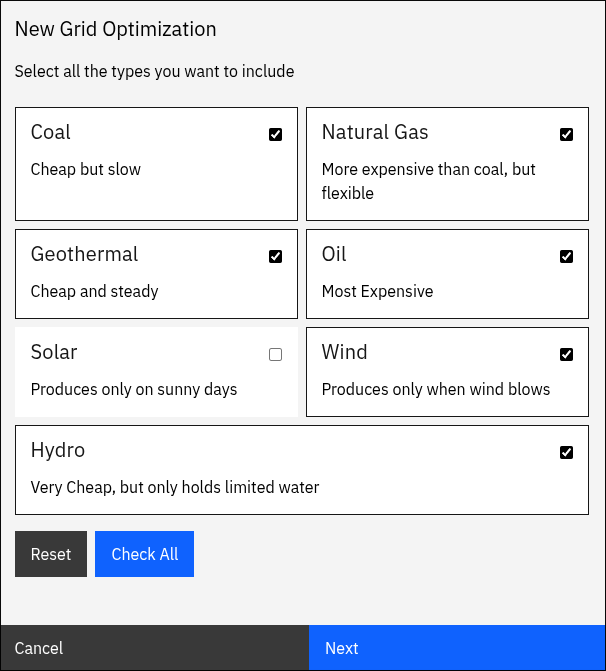 New Grid Optimization
Select all the types you want to include
Coal
Cheap but slow
Natural Gas
More expensive than coal, but
flexible
Geothermal
Cheap and steady
Oil
Most Expensive
Solar
Produces only on sunny days
Wind
Produces only when wind blows
Hydro
Very Cheap, but only holds limited water
Reset
Check All
Cancel
Next